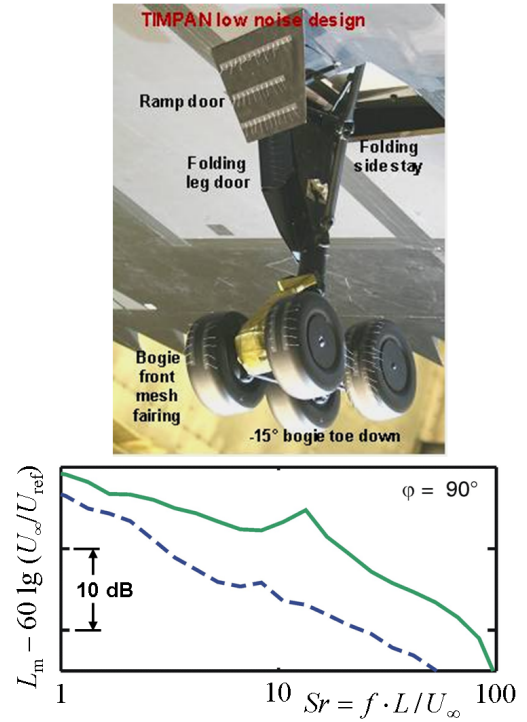 TIMPAN low noise design
Ramp door
Folding
leg door
Folding
side stay
Bogie
front
mesh
fairing
-15° bogie toe down
φ = 90°
L_m − 60 lg (U_∞/U_ref)
10 dB
1
10
100
Sr = f · L / U_∞